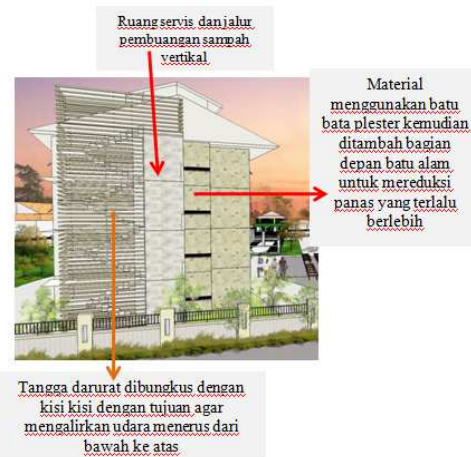 Ruang servis dan jalur
pembuangan sampah
vertikal
Material
menggunakan batu
bata plester kemudian
ditambah bagian
depan batu alam
untuk mereduksi
panas yang terlalu
berlebih
Tangga darurat dibungkus dengan
kisi kisi dengan tujuan agar
mengalirkan udara menerus dari
bawah ke atas